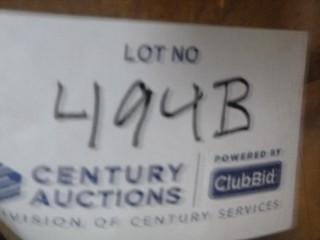 LOT NO
494B
CENTURY AUCTIONS
POWERED BY
ClubBid
DIVISION OF CENTURY SERVICES